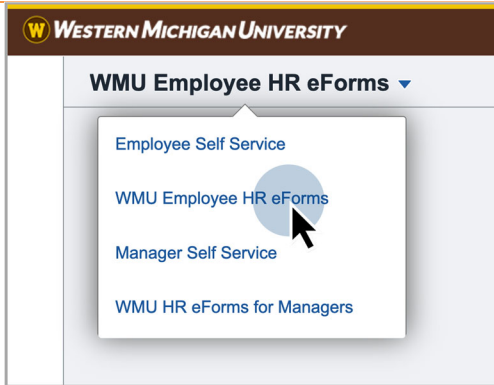 W WESTERN MICHIGAN UNIVERSITY
WMU Employee HR eForms
Employee Self Service
WMU Employee HR eForms
Manager Self Service
WMU HR eForms for Managers